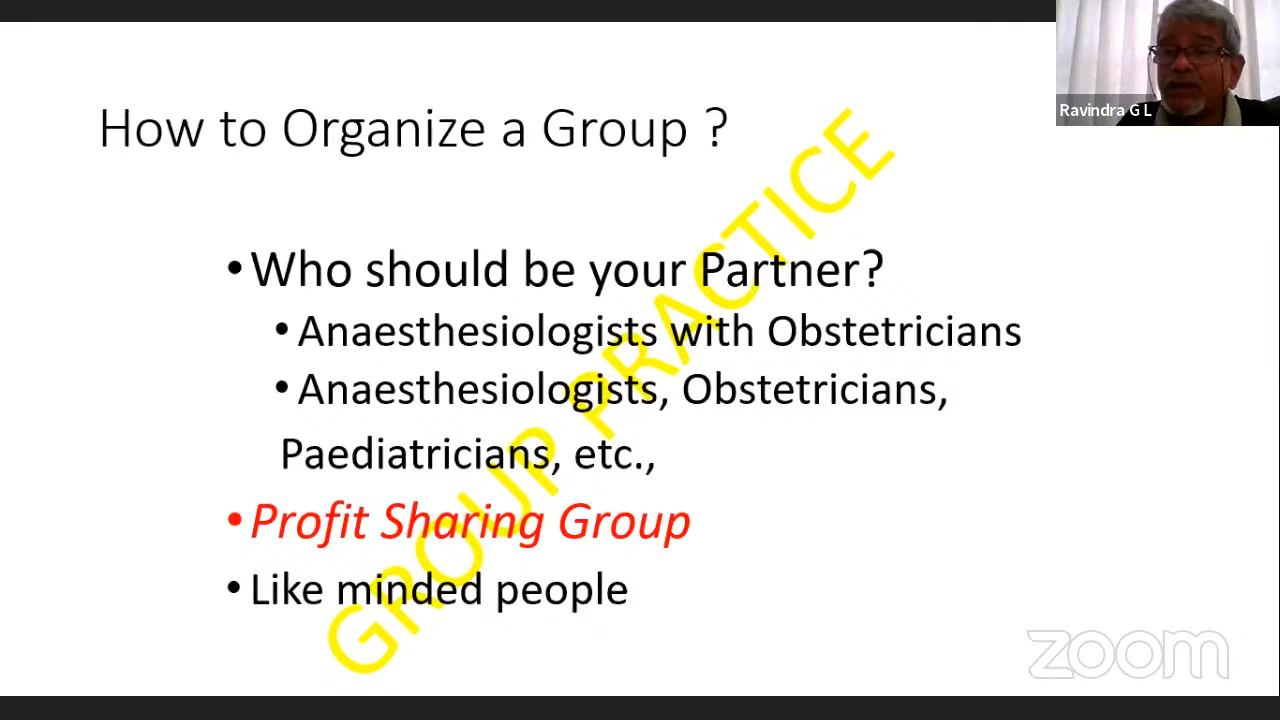 Ravindra G L
How to Organize a Group ?
GROUP PRACTICE
•Who should be your Partner?
•Anaesthesiologists with Obstetricians
•Anaesthesiologists, Obstetricians,
Paediatricians, etc.,
•Profit Sharing Group
•Like minded people
zoom